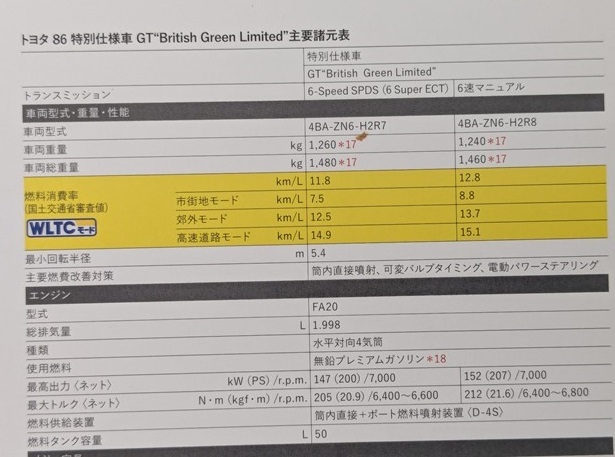 トヨタ 86 特別仕様車 GT“British Green Limited”主要諸元表
特別仕様車
GT“British Green Limited”
トランスミッション 6-Speed SPDS (6 Super ECT) 6速マニュアル
車両型式・重量・性能
車両型式 4BA-ZN6-H2R7 4BA-ZN6-H2R8
車両重量 kg 1,260*17 1,240*17
車両総重量 kg 1,480*17 1,460*17
燃料消費率 km/L 11.8 12.8
(国土交通省審査値) 市街地モード km/L 7.5 8.8
WLTCモード 郊外モード km/L 12.5 13.7
高速道路モード km/L 14.9 15.1
最小回転半径 m 5.4
主要燃費改善対策 筒内直接噴射、可変バルブタイミング、電動パワーステアリング
エンジン
型式 FA20
総排気量 L 1.998
種類 水平対向4気筒
使用燃料 無鉛プレミアムガソリン*18
最高出力〈ネット〉 kW (PS) /r.p.m. 147 (200) /7,000 152 (207) /7,000
最大トルク〈ネット〉 N・m (kgf・m) /r.p.m. 205 (20.9) /6,400～6,600 212 (21.6) /6,400～6,800
燃料供給装置 筒内直接+ポート燃料噴射装置〈D-4S〉
燃料タンク容量 L 50